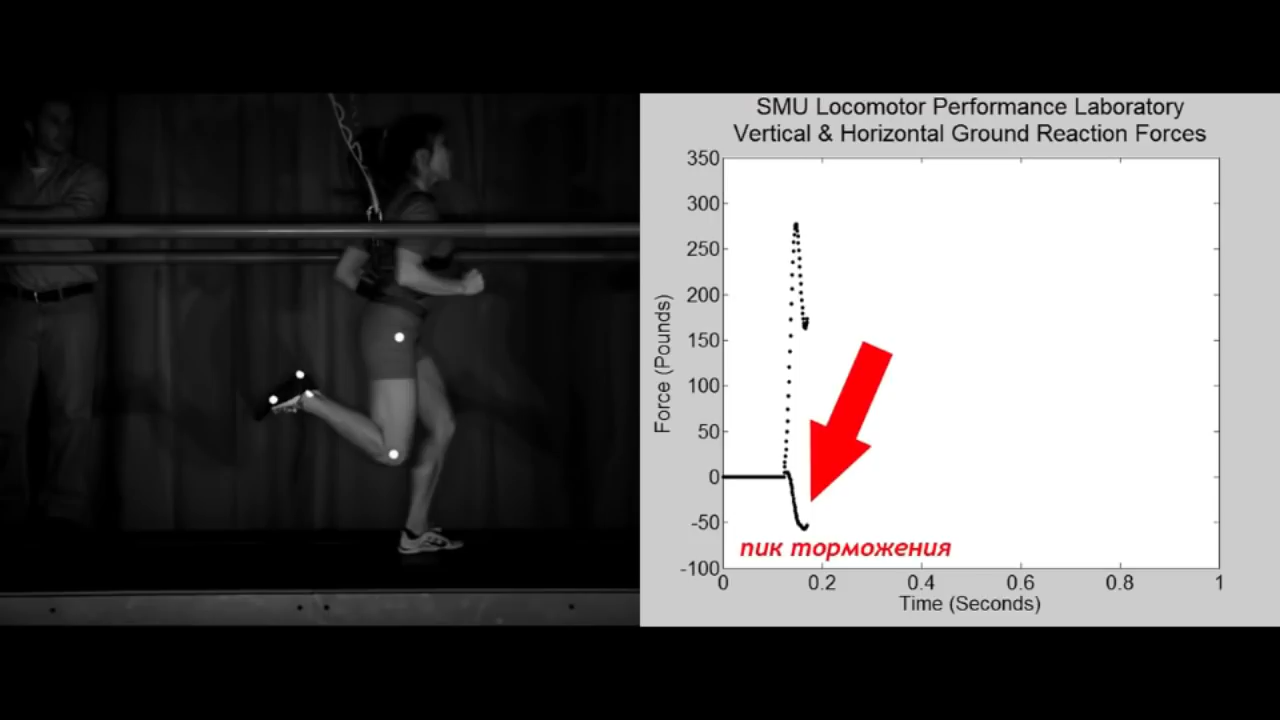 SMU Locomotor Performance Laboratory
Vertical & Horizontal Ground Reaction Forces
350
300
250
200
150
100
50
0
-50
-100
Force (Pounds)
пик торможения
0 0.2 0.4 0.6 0.8 1
Time (Seconds)